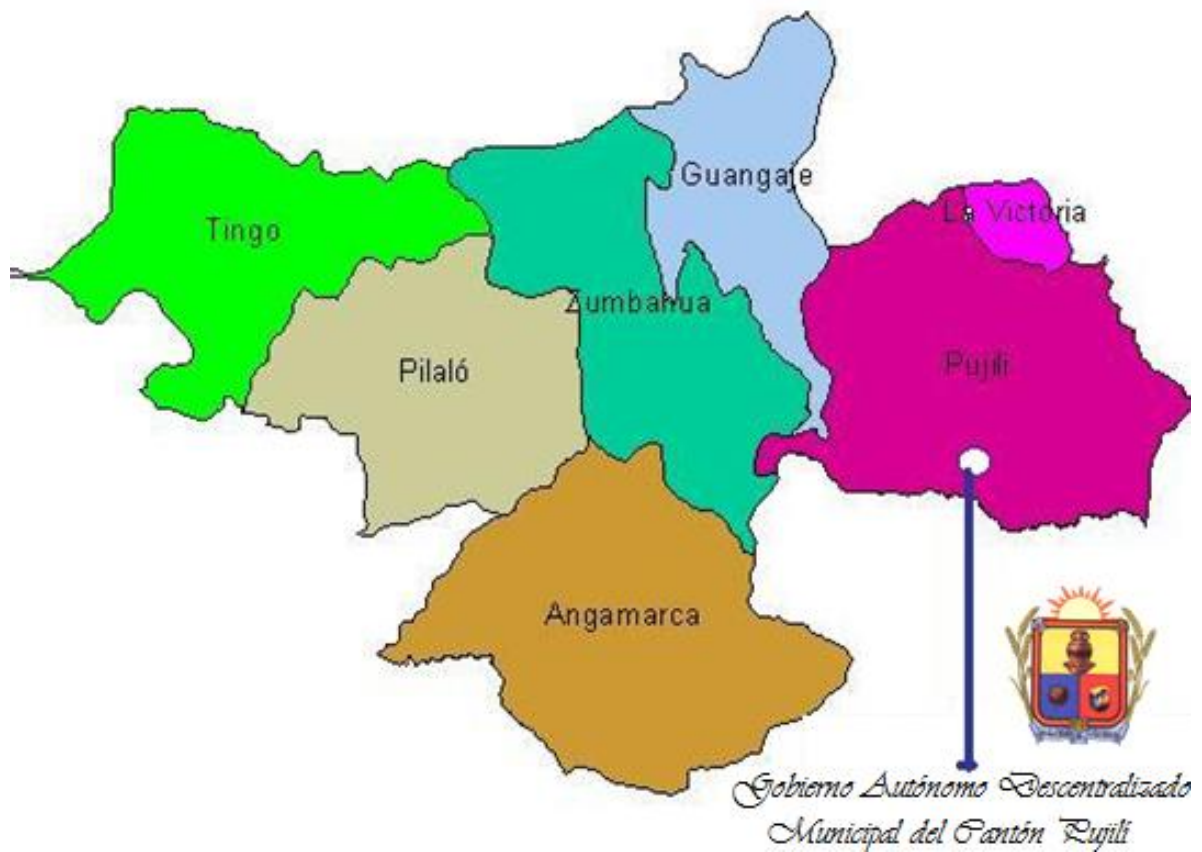 Guangaje
La Victoria
Tingo
Zumbahua
Pilaló
Pujilí
Angamarca
Gobierno Autónomo Descentralizado
Municipal del Cantón Pujilí